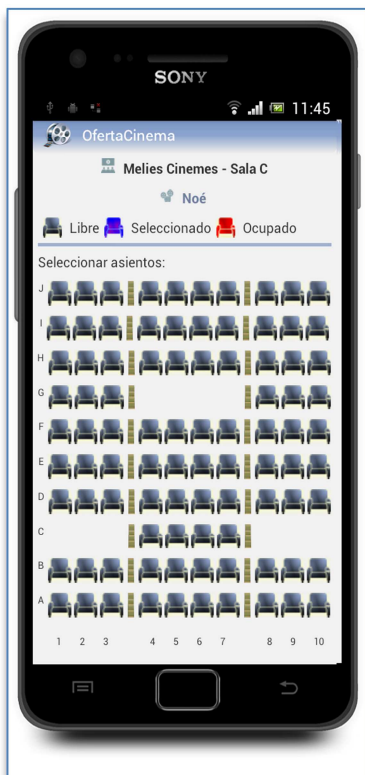 SONY
11:45
OfertaCinema
Melies Cinemes - Sala C
Noé
Libre Seleccionado Ocupado
Seleccionar asientos:
J
I
H
G
F
E
D
C
B
A
1 2 3 4 5 6 7 8 9 10